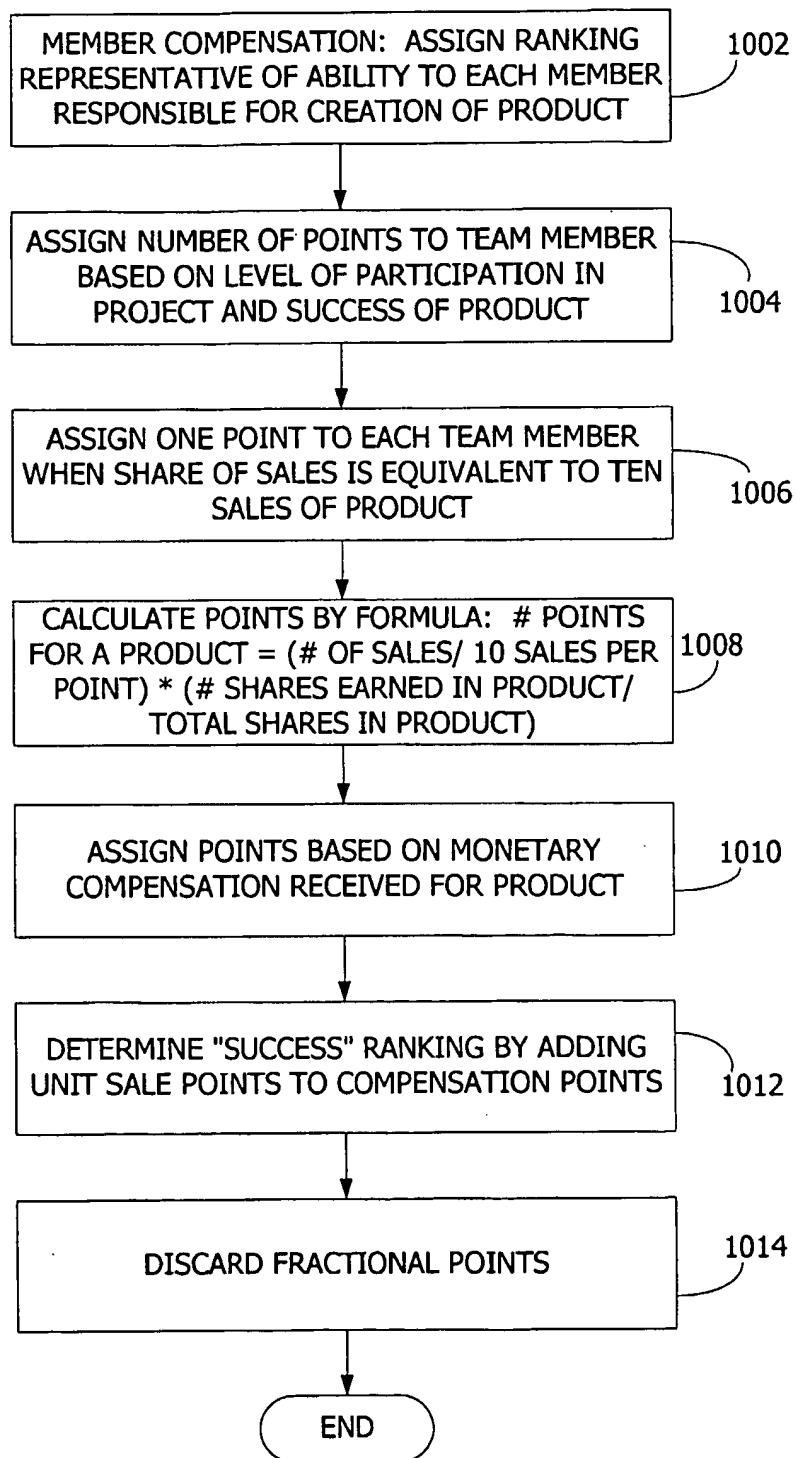 MEMBER COMPENSATION: ASSIGN RANKING
REPRESENTATIVE OF ABILITY TO EACH MEMBER
RESPONSIBLE FOR CREATION OF PRODUCT
1002
ASSIGN NUMBER OF POINTS TO TEAM MEMBER
BASED ON LEVEL OF PARTICIPATION IN
PROJECT AND SUCCESS OF PRODUCT
1004
ASSIGN ONE POINT TO EACH TEAM MEMBER
WHEN SHARE OF SALES IS EQUIVALENT TO TEN
SALES OF PRODUCT
1006
CALCULATE POINTS BY FORMULA: # POINTS
FOR A PRODUCT = (# OF SALES/ 10 SALES PER
POINT) * (# SHARES EARNED IN PRODUCT/
TOTAL SHARES IN PRODUCT)
1008
ASSIGN POINTS BASED ON MONETARY
COMPENSATION RECEIVED FOR PRODUCT
1010
DETERMINE "SUCCESS" RANKING BY ADDING
UNIT SALE POINTS TO COMPENSATION POINTS
1012
DISCARD FRACTIONAL POINTS
1014
END